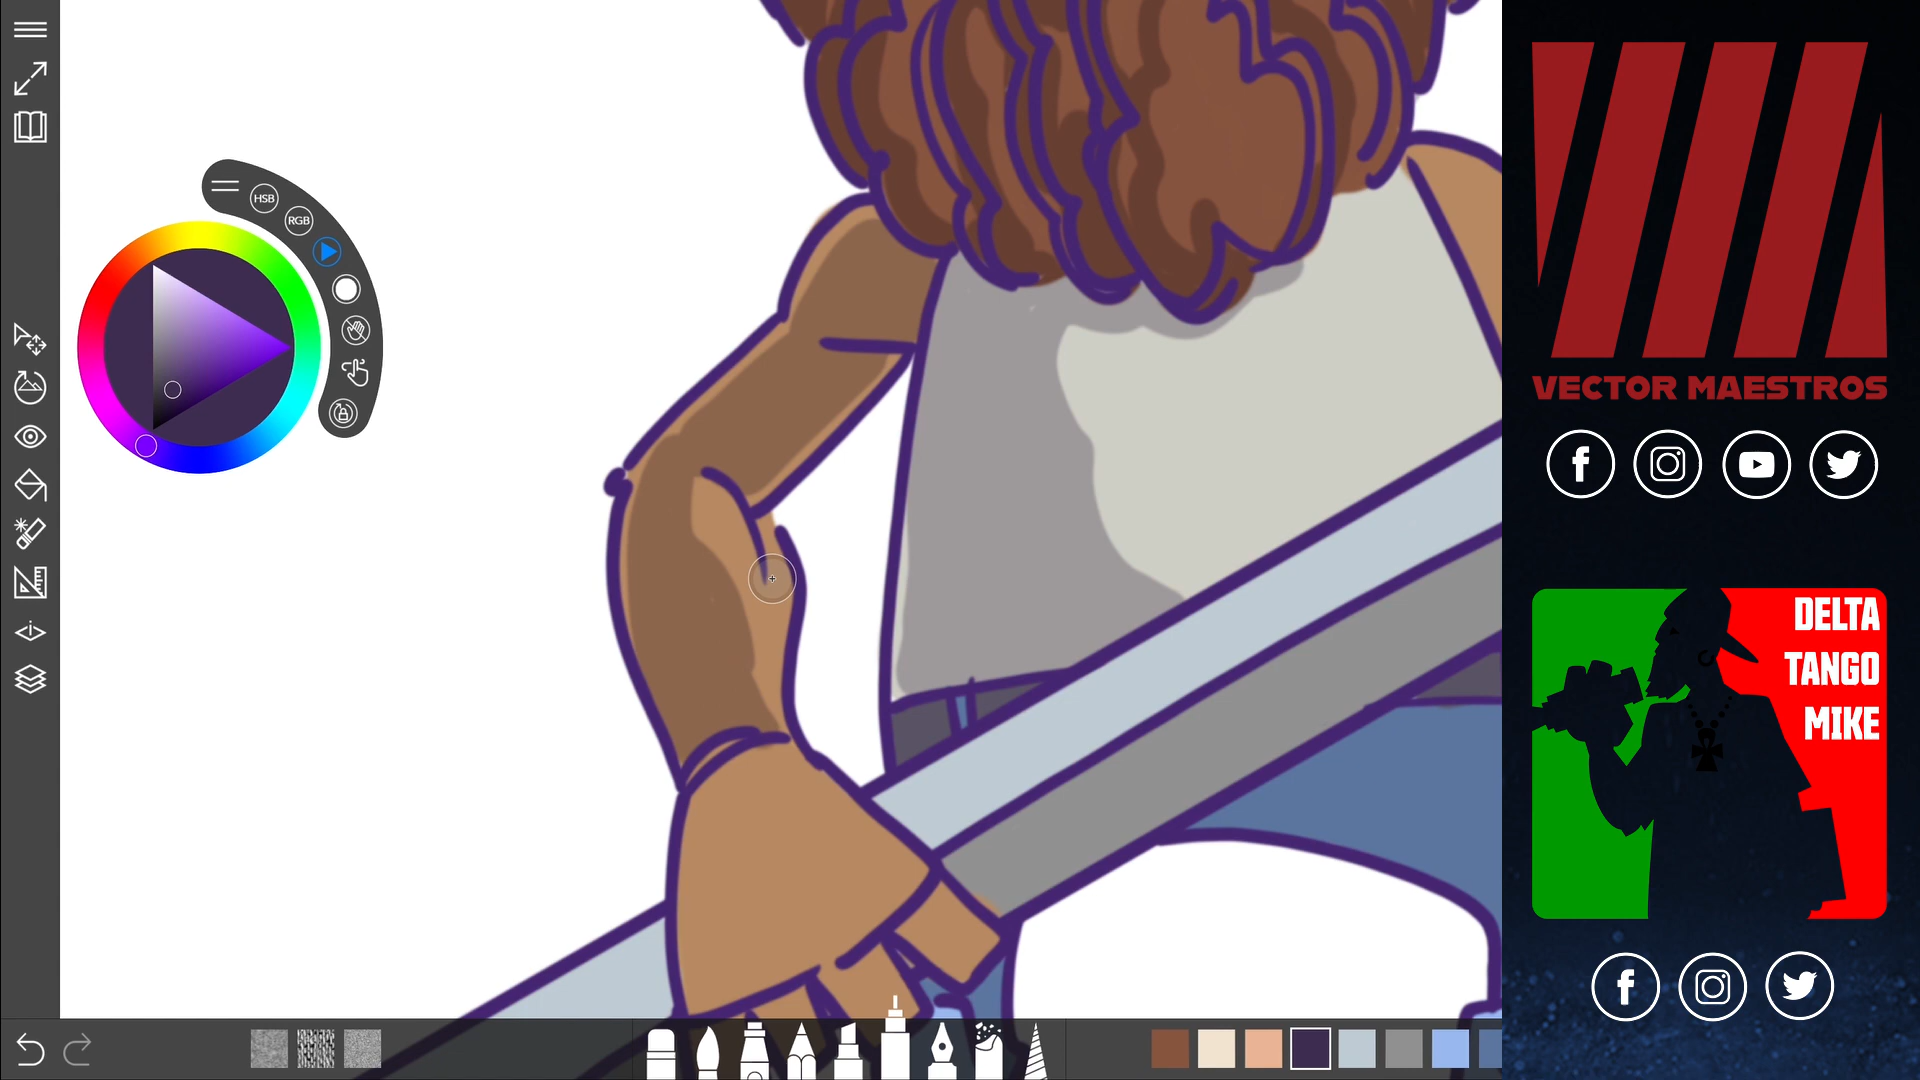 HSB
RGB
VECTOR MAESTROS
DELTA
TANGO
MIKE